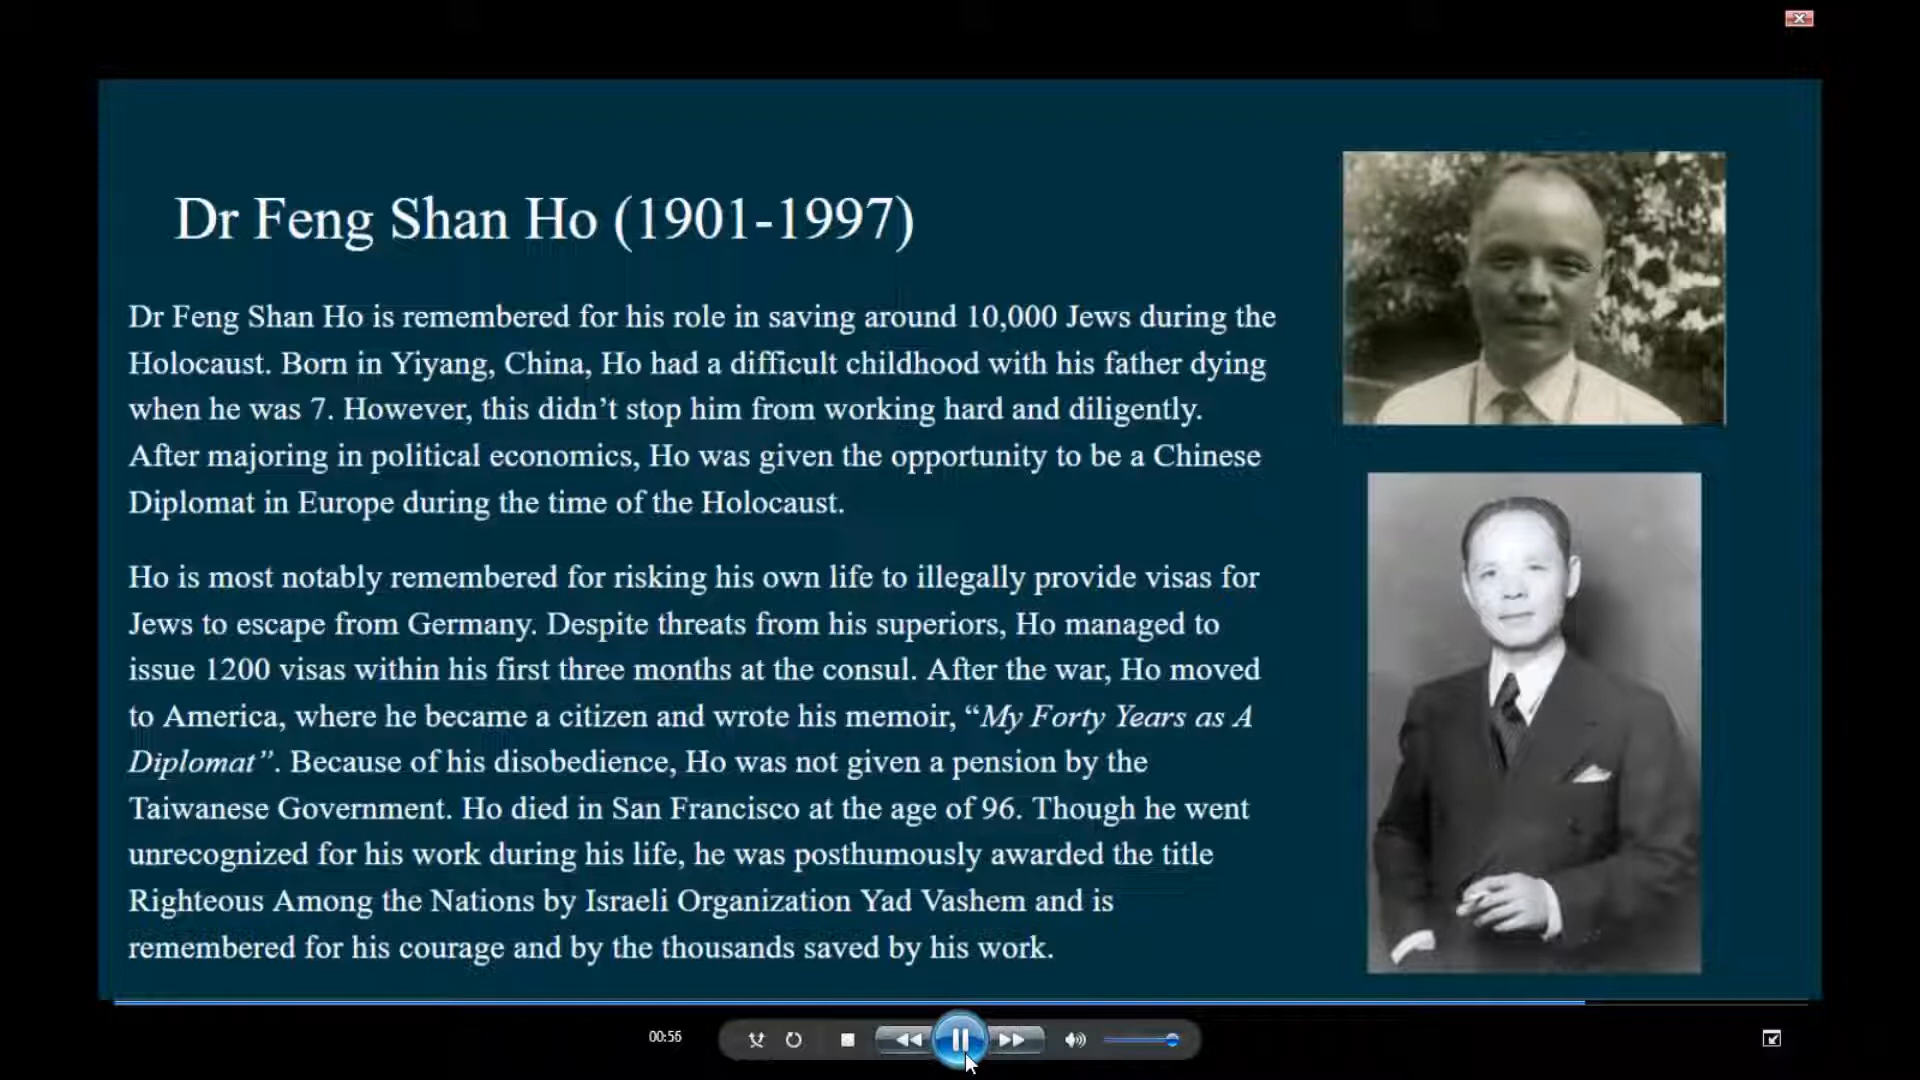 Dr Feng Shan Ho (1901-1997)
Dr Feng Shan Ho is remembered for his role in saving around 10,000 Jews during the
Holocaust. Born in Yiyang, China, Ho had a difficult childhood with his father dying
when he was 7. However, this didn’t stop him from working hard and diligently.
After majoring in political economics, Ho was given the opportunity to be a Chinese
Diplomat in Europe during the time of the Holocaust.
Ho is most notably remembered for risking his own life to illegally provide visas for
Jews to escape from Germany. Despite threats from his superiors, Ho managed to
issue 1200 visas within his first three months at the consul. After the war, Ho moved
to America, where he became a citizen and wrote his memoir, “My Forty Years as A
Diplomat”. Because of his disobedience, Ho was not given a pension by the
Taiwanese Government. Ho died in San Francisco at the age of 96. Though he went
unrecognized for his work during his life, he was posthumously awarded the title
Righteous Among the Nations by Israeli Organization Yad Vashem and is
remembered for his courage and by the thousands saved by his work.
00:56